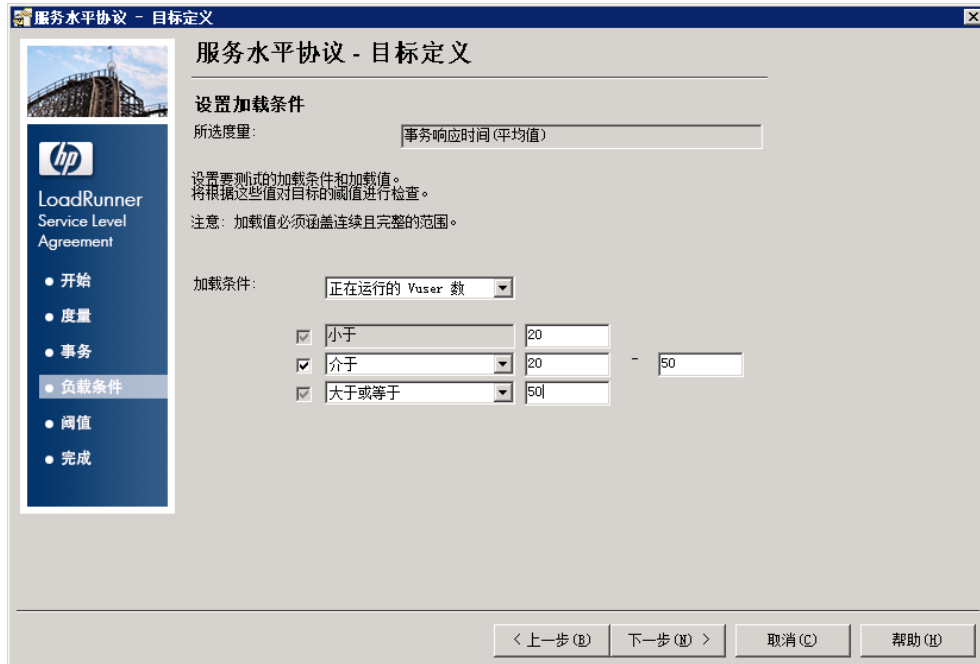 服务水平协议 - 目标定义
服务水平协议 - 目标定义
设置加载条件
所选度量:
事务响应时间(平均值)
设置要测试的加载条件和加载值。
将根据这些值对目标的阈值进行检查。
注意: 加载值必须涵盖连续且完整的范围。
hp
LoadRunner
Service Level
Agreement
开始
度量
事务
负载条件
阈值
完成
加载条件:
正在运行的 Vuser 数
小于 20
介于 20 - 50
大于或等于 50
< 上一步(B) 下一步(N) > 取消(C) 帮助(H)